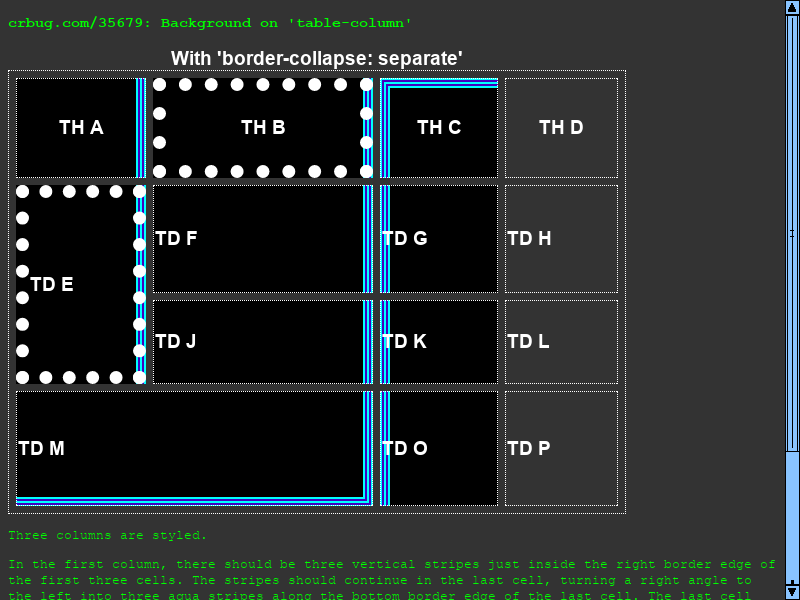 crbug.com/35679: Background on 'table-column'
With 'border-collapse: separate'
TH A TH B TH C TH D
TD E TD F TD G TD H
TD J TD K TD L
TD M TD O TD P
Three columns are styled.
In the first column, there should be three vertical stripes just inside the right border edge of
the first three cells. The stripes should continue in the last cell, turning a right angle to
the left into three aqua stripes along the bottom border edge of the last cell. The last cell